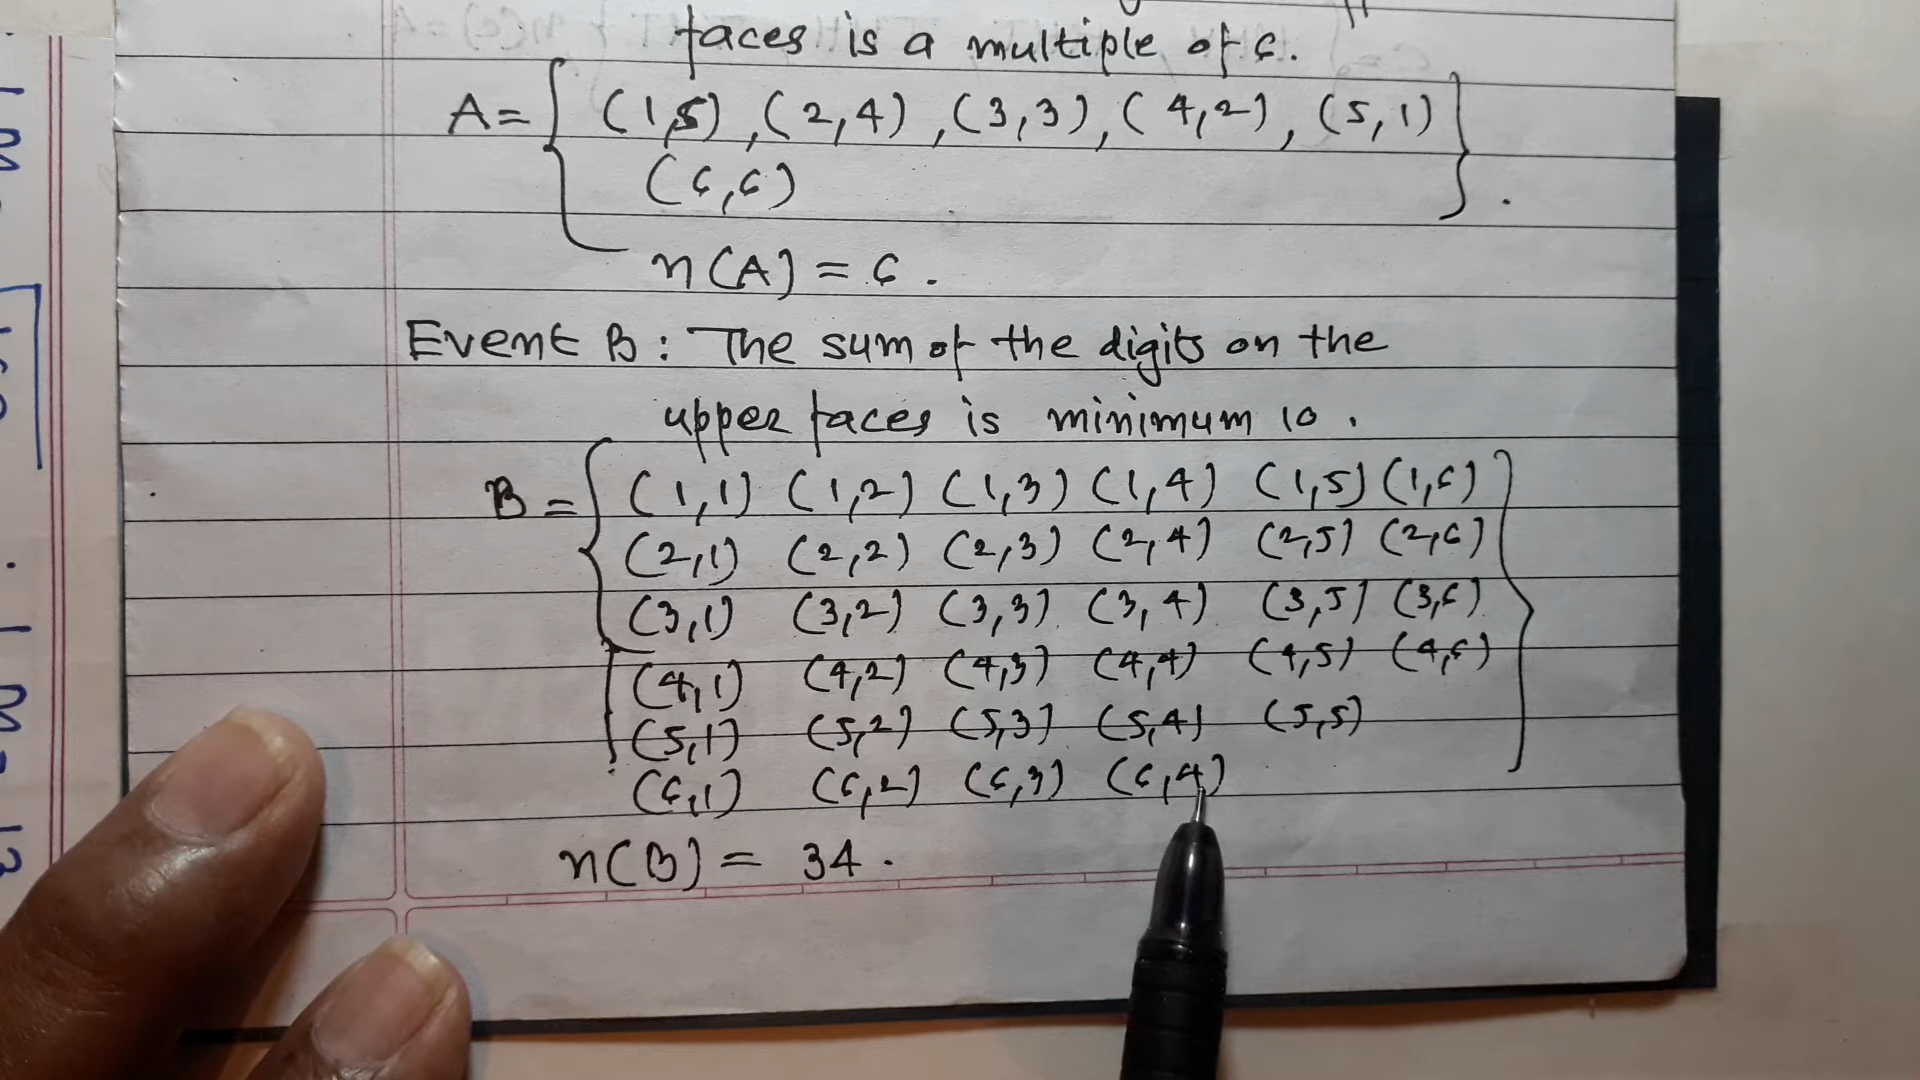 faces is a multiple of 6.
A = { (1,5), (2,4), (3,3), (4,2), (5,1)
(6,6) } .
n(A) = 6 .
Event B : The sum of the digits on the
upper faces is minimum 10 .
B = { (1,1) (1,2) (1,3) (1,4) (1,5) (1,6)
(2,1) (2,2) (2,3) (2,4) (2,5) (2,6)
(3,1) (3,2) (3,3) (3,4) (3,5) (3,6)
(4,1) (4,2) (4,3) (4,4) (4,5) (4,6)
(5,1) (5,2) (5,3) (5,4) (5,5)
(6,1) (6,2) (6,3) (6,4) }
n(B) = 34 .